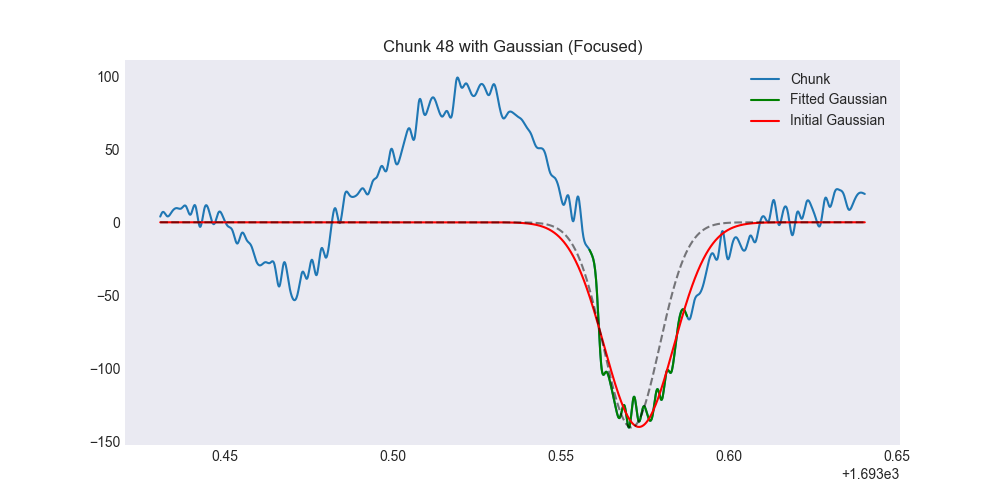 Chunk 48 with Gaussian (Focused)
Chunk
Fitted Gaussian
Initial Gaussian
100
50
0
−50
−100
−150
0.45 0.50 0.55 0.60 0.65
+1.693e3